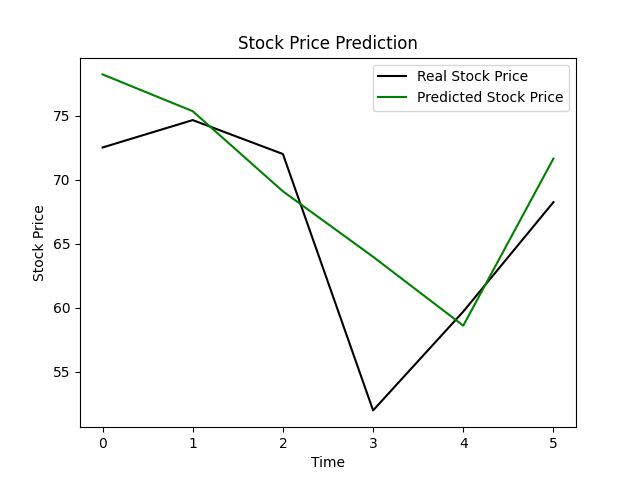 Stock Price Prediction
Real Stock Price
Predicted Stock Price
Stock Price
75
70
65
60
55
0 1 2 3 4 5
Time